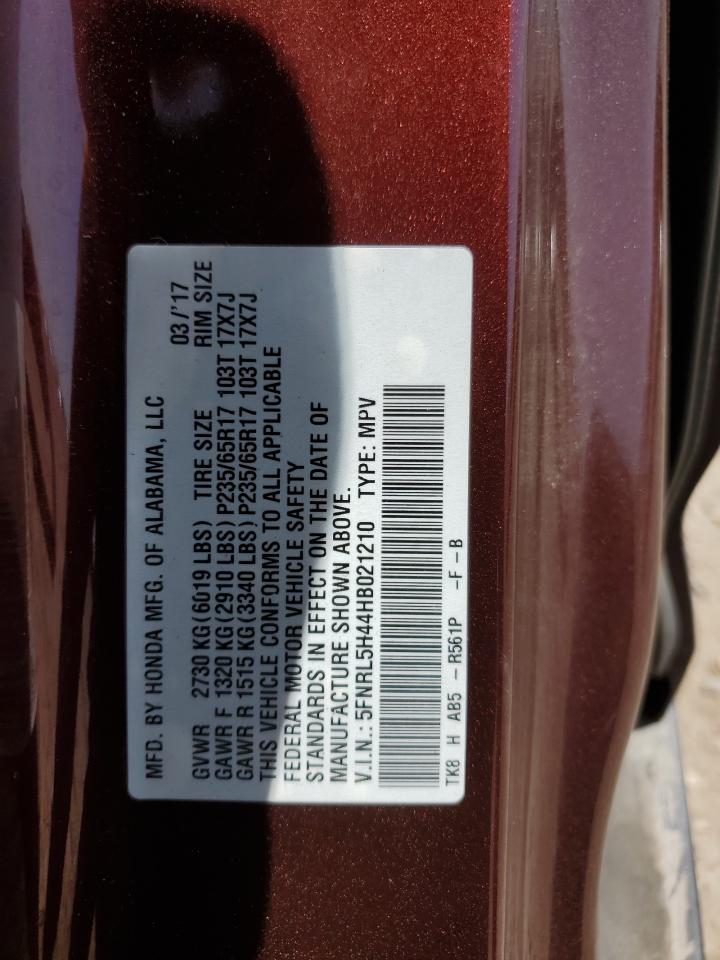 MFD. BY HONDA MFG. OF ALABAMA, LLC 03/'17
GVWR 2730 KG(6019 LBS) TIRE SIZE RIM SIZE
GAWR F 1320 KG(2910 LBS) P235/65R17 103T 17X7J
GAWR R 1515 KG(3340 LBS) P235/65R17 103T 17X7J
THIS VEHICLE CONFORMS TO ALL APPLICABLE
FEDERAL MOTOR VEHICLE SAFETY
STANDARDS IN EFFECT ON THE DATE OF
MANUFACTURE SHOWN ABOVE.
V.I.N.: 5FNRL5H44HB021210 TYPE: MPV
TK8 H AB5 -R561P -F-B